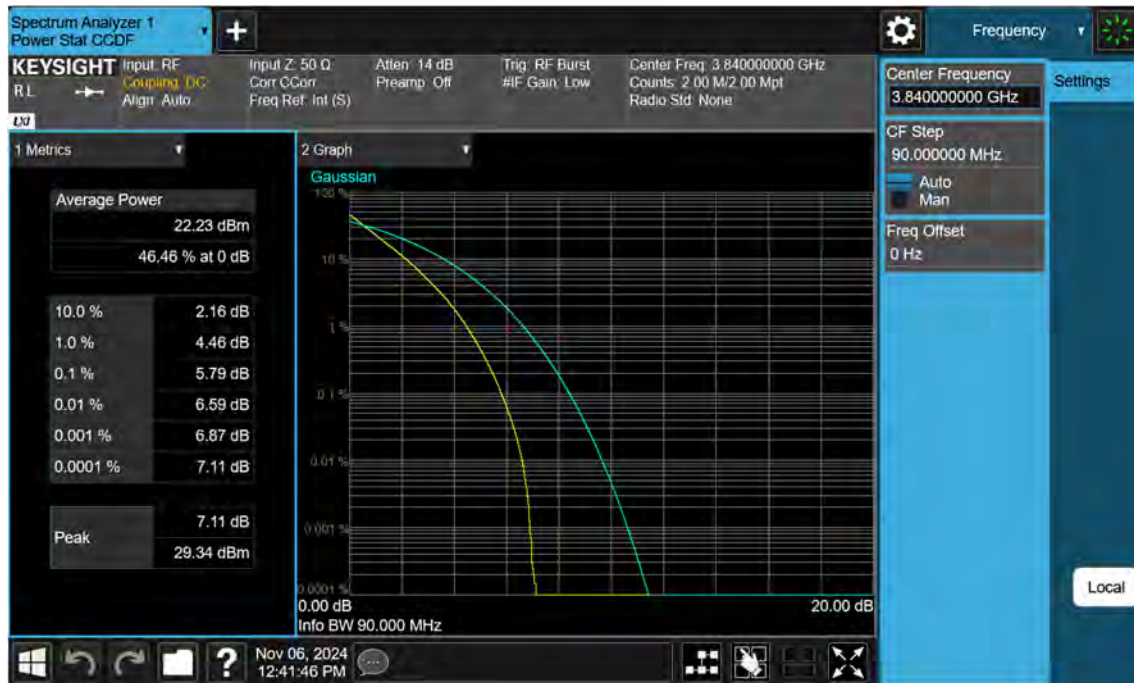 Spectrum Analyzer 1
Power Stat CCDF
+
Frequency
KEYSIGHT
RL
LXI
Input: RF
Coupling: DC
Align: Auto
Input Z: 50 Ω
Corr CCorr
Freq Ref: Int (S)
Atten: 14 dB
Preamp: Off
Trig: RF Burst
#IF Gain: Low
Center Freq: 3.840000000 GHz
Counts: 2.00 M/2.00 Mpt
Radio Std: None
Center Frequency
3.840000000 GHz
Settings
CF Step
90.000000 MHz
Auto
Man
Freq Offset
0 Hz
1 Metrics
Average Power
22.23 dBm
46.46 % at 0 dB
10.0 % 2.16 dB
1.0 % 4.46 dB
0.1 % 5.79 dB
0.01 % 6.59 dB
0.001 % 6.87 dB
0.0001 % 7.11 dB
Peak
7.11 dB
29.34 dBm
2 Graph
Gaussian
100 %
10 %
1 %
0.1 %
0.01 %
0.001 %
0.0001 %
0.00 dB 20.00 dB
Info BW 90.000 MHz
Local
?
Nov 06, 2024
12:41:46 PM